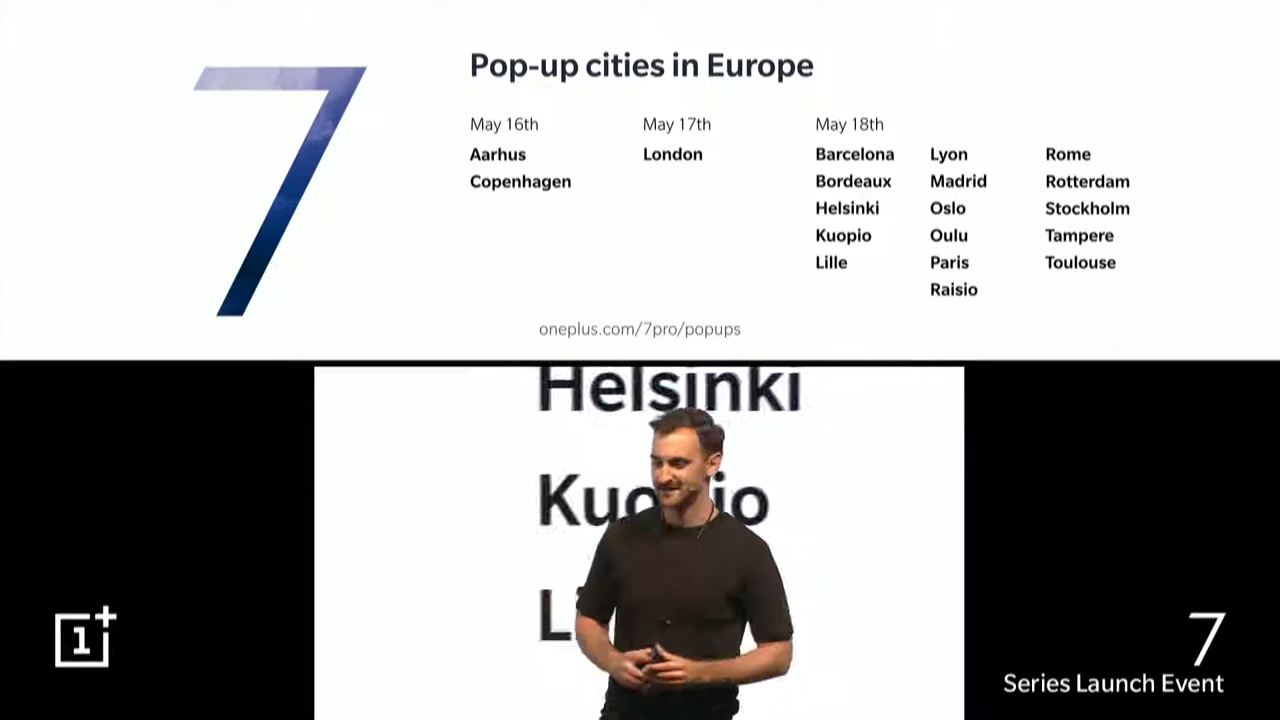 7
Pop-up cities in Europe
May 16th
Aarhus
Copenhagen
May 17th
London
May 18th
Barcelona
Bordeaux
Helsinki
Kuopio
Lille
Lyon
Madrid
Oslo
Oulu
Paris
Raisio
Rome
Rotterdam
Stockholm
Tampere
Toulouse
oneplus.com/7pro/popups
Helsinki
Kuopio
Li
1+
7
Series Launch Event